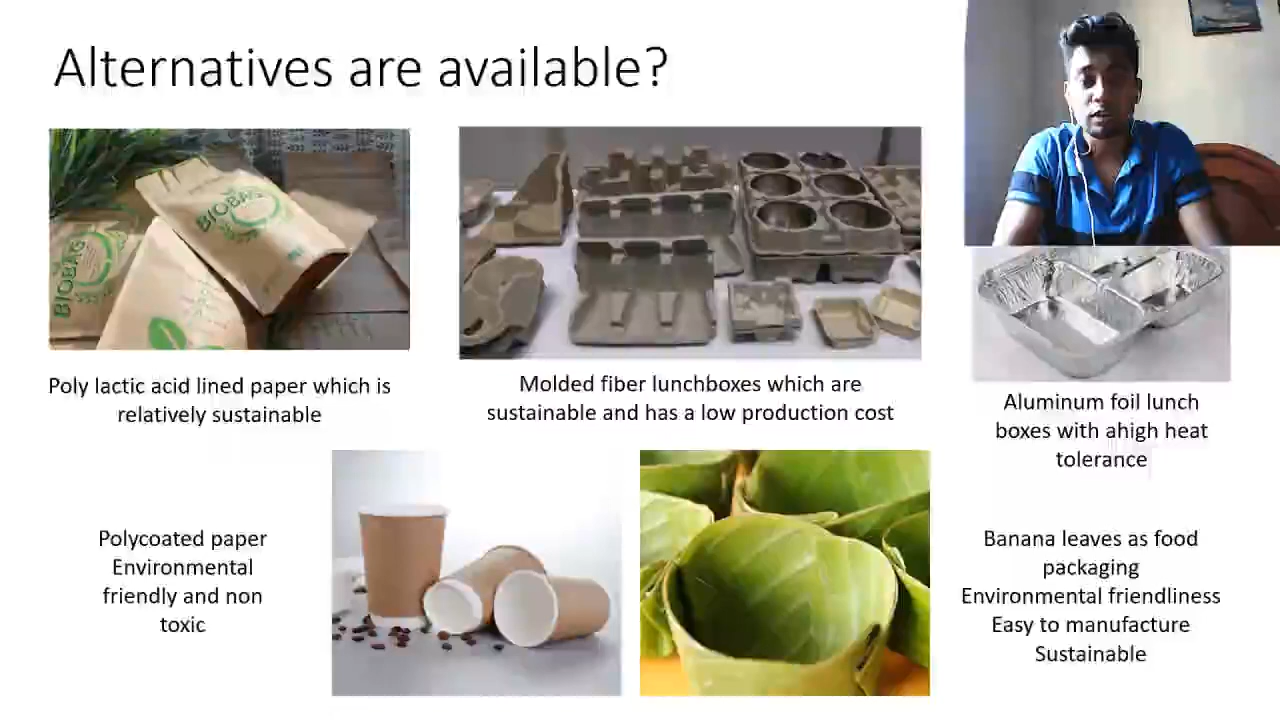 Alternatives are available?
BIOBAG
BIOBAG
Poly lactic acid lined paper which is
relatively sustainable
Molded fiber lunchboxes which are
sustainable and has a low production cost
Aluminum foil lunch
boxes with ahigh heat
tolerance
Polycoated paper
Environmental
friendly and non
toxic
Banana leaves as food
packaging
Environmental friendliness
Easy to manufacture
Sustainable